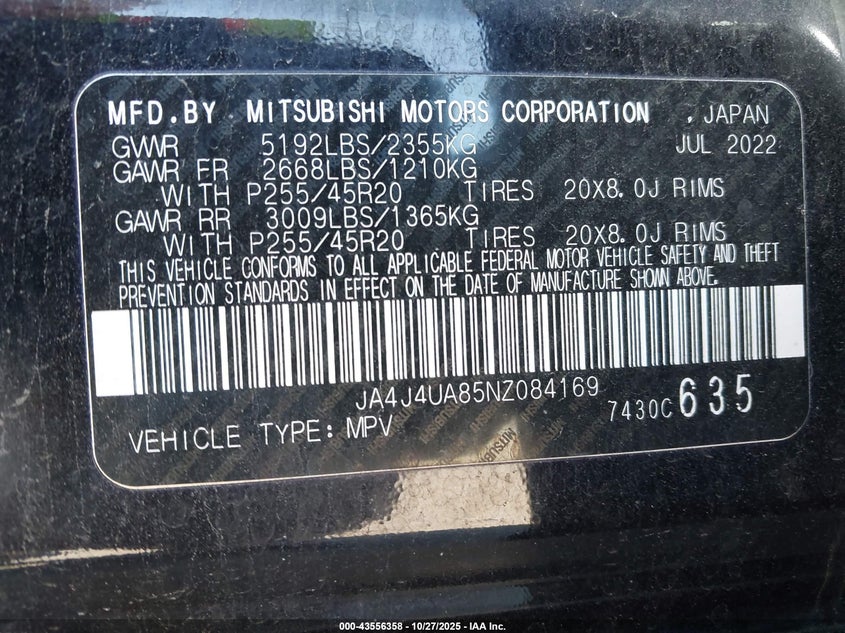 MFD.BY MITSUBISHI MOTORS CORPORATION , JAPAN
GVWR 5192LBS/2355KG JUL 2022
GAWR FR 2668LBS/1210KG
WITH P255/45R20 TIRES 20X8.0J RIMS
GAWR RR 3009LBS/1365KG
WITH P255/45R20 TIRES 20X8.0J RIMS
THIS VEHICLE CONFORMS TO ALL APPLICABLE FEDERAL MOTOR VEHICLE SAFETY AND THEFT
PREVENTION STANDARDS IN EFFECT ON THE DATE OF MANUFACTURE SHOWN ABOVE.
JA4J4UA85NZ084169
7430C 635
VEHICLE TYPE: MPV
000-43556358 | 10/27/2025 | IAA Inc.